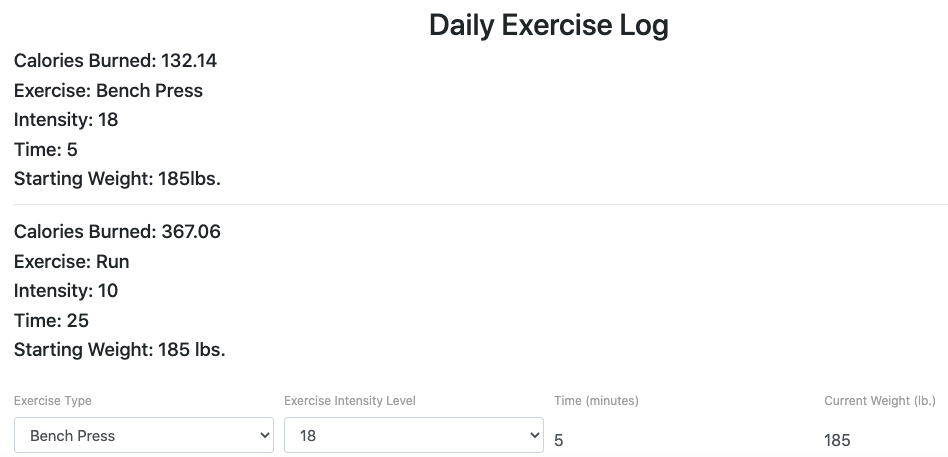 Daily Exercise Log
Calories Burned: 132.14
Exercise: Bench Press
Intensity: 18
Time: 5
Starting Weight: 185lbs.
Calories Burned: 367.06
Exercise: Run
Intensity: 10
Time: 25
Starting Weight: 185 lbs.
Exercise Type Exercise Intensity Level Time (minutes) Current Weight (lb.)
Bench Press 18 5 185